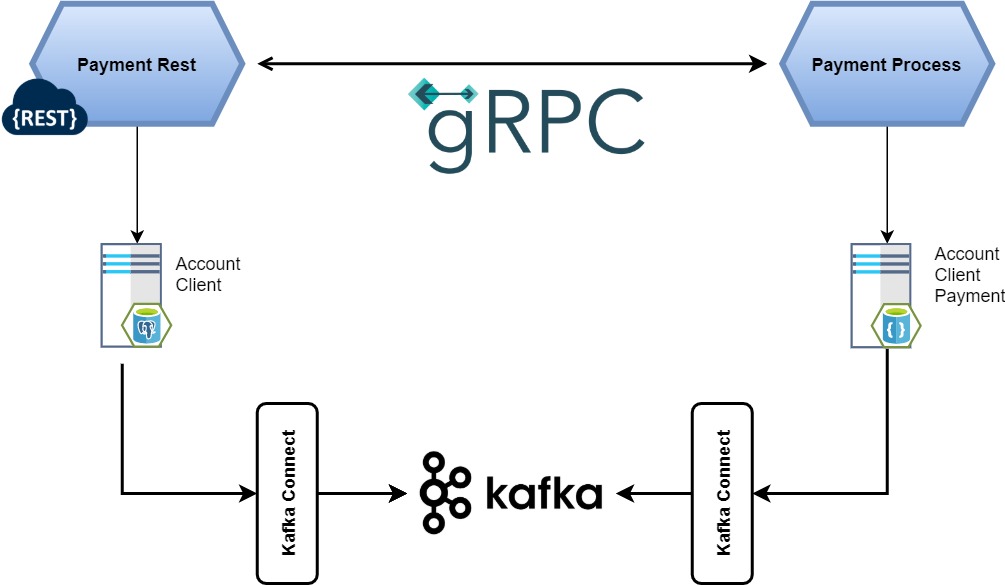 Payment Rest
Payment Process
{REST}
gRPC
Account
Client
Account
Client
Payment
{ }
Kafka Connect
kafka
Kafka Connect